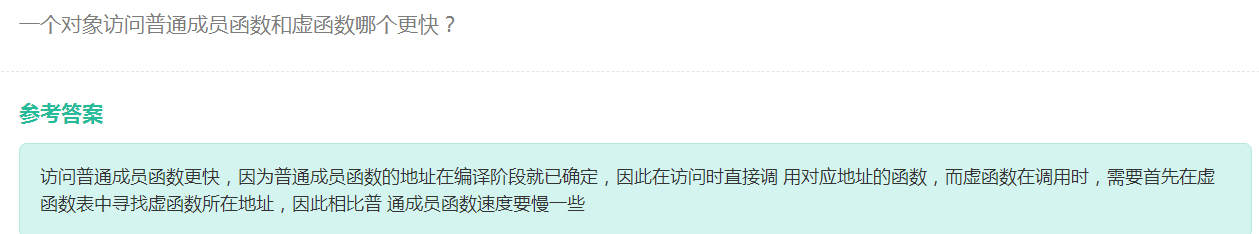 一个对象访问普通成员函数和虚函数哪个更快？
参考答案
访问普通成员函数更快，因为普通成员函数的地址在编译阶段就已确定，因此在访问时直接调 用对应地址的函数，而虚函数在调用时，需要首先在虚
函数表中寻找虚函数所在地址，因此相比普 通成员函数速度要慢一些